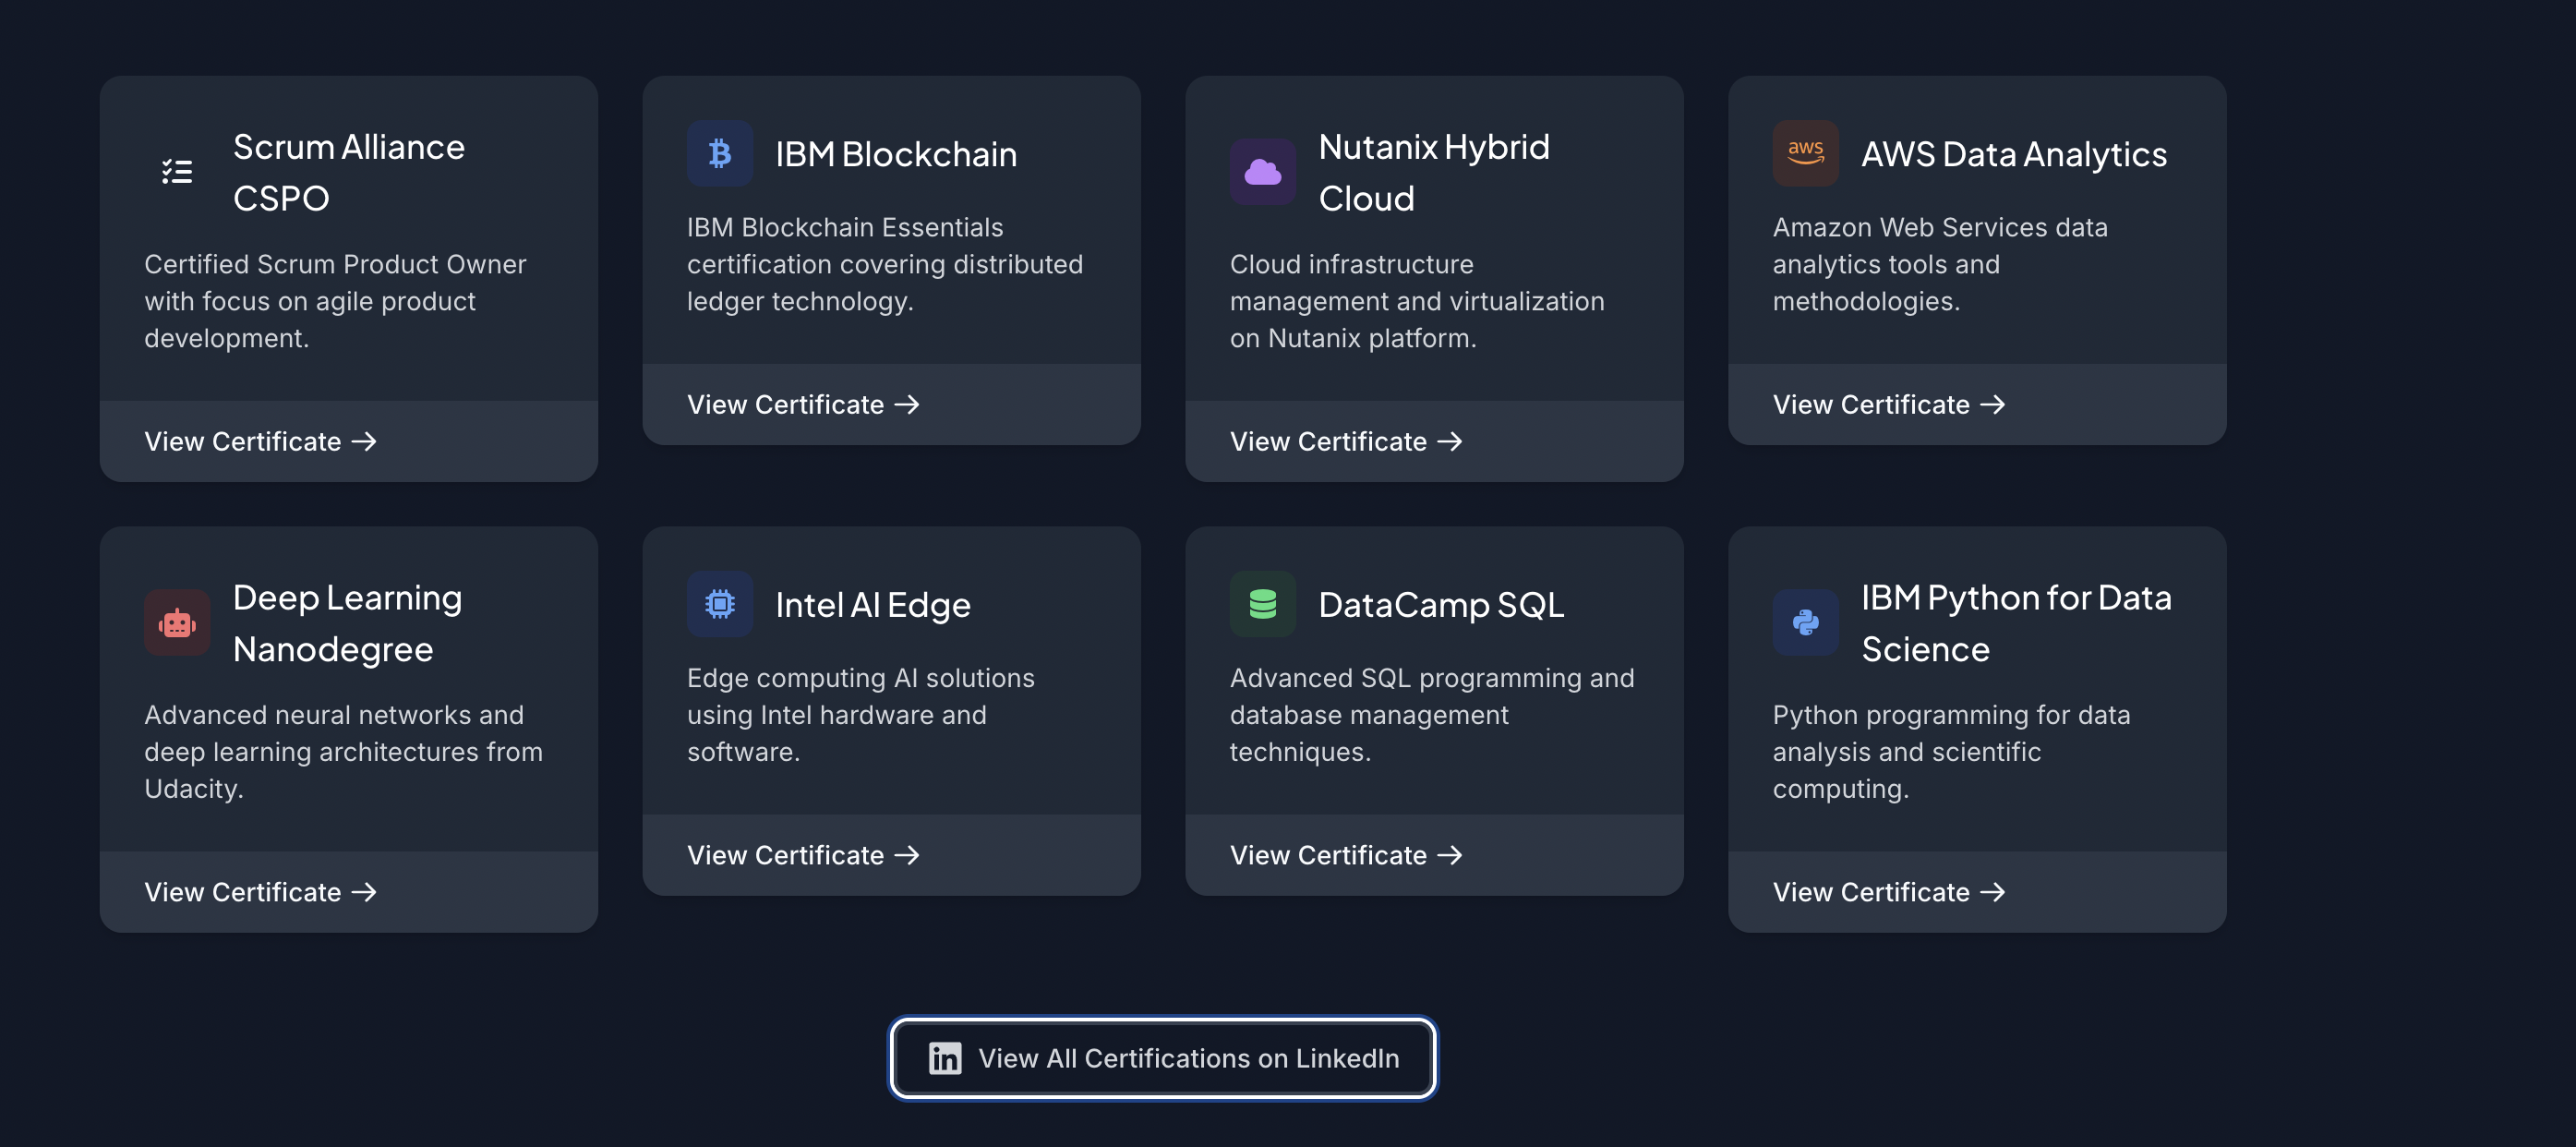 Scrum Alliance
CSPO
Certified Scrum Product Owner
with focus on agile product
development.
View Certificate →
IBM Blockchain
IBM Blockchain Essentials
certification covering distributed
ledger technology.
View Certificate →
Nutanix Hybrid
Cloud
Cloud infrastructure
management and virtualization
on Nutanix platform.
View Certificate →
aws
AWS Data Analytics
Amazon Web Services data
analytics tools and
methodologies.
View Certificate →
Deep Learning
Nanodegree
Advanced neural networks and
deep learning architectures from
Udacity.
View Certificate →
Intel AI Edge
Edge computing AI solutions
using Intel hardware and
software.
View Certificate →
DataCamp SQL
Advanced SQL programming and
database management
techniques.
View Certificate →
IBM Python for Data
Science
Python programming for data
analysis and scientific
computing.
View Certificate →
in View All Certifications on LinkedIn